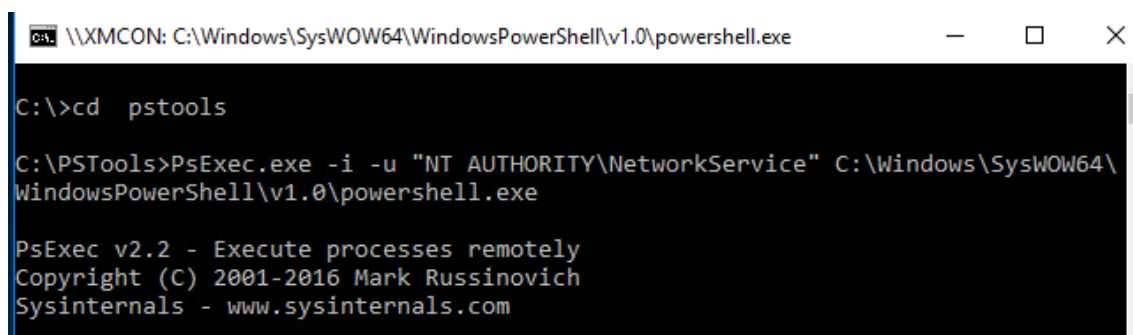 \\XMCON: C:\Windows\SysWOW64\WindowsPowerShell\v1.0\powershell.exe
C:\>cd  pstools
C:\PSTools>PsExec.exe -i -u "NT AUTHORITY\NetworkService" C:\Windows\SysWOW64\
WindowsPowerShell\v1.0\powershell.exe
PsExec v2.2 - Execute processes remotely
Copyright (C) 2001-2016 Mark Russinovich
Sysinternals - www.sysinternals.com